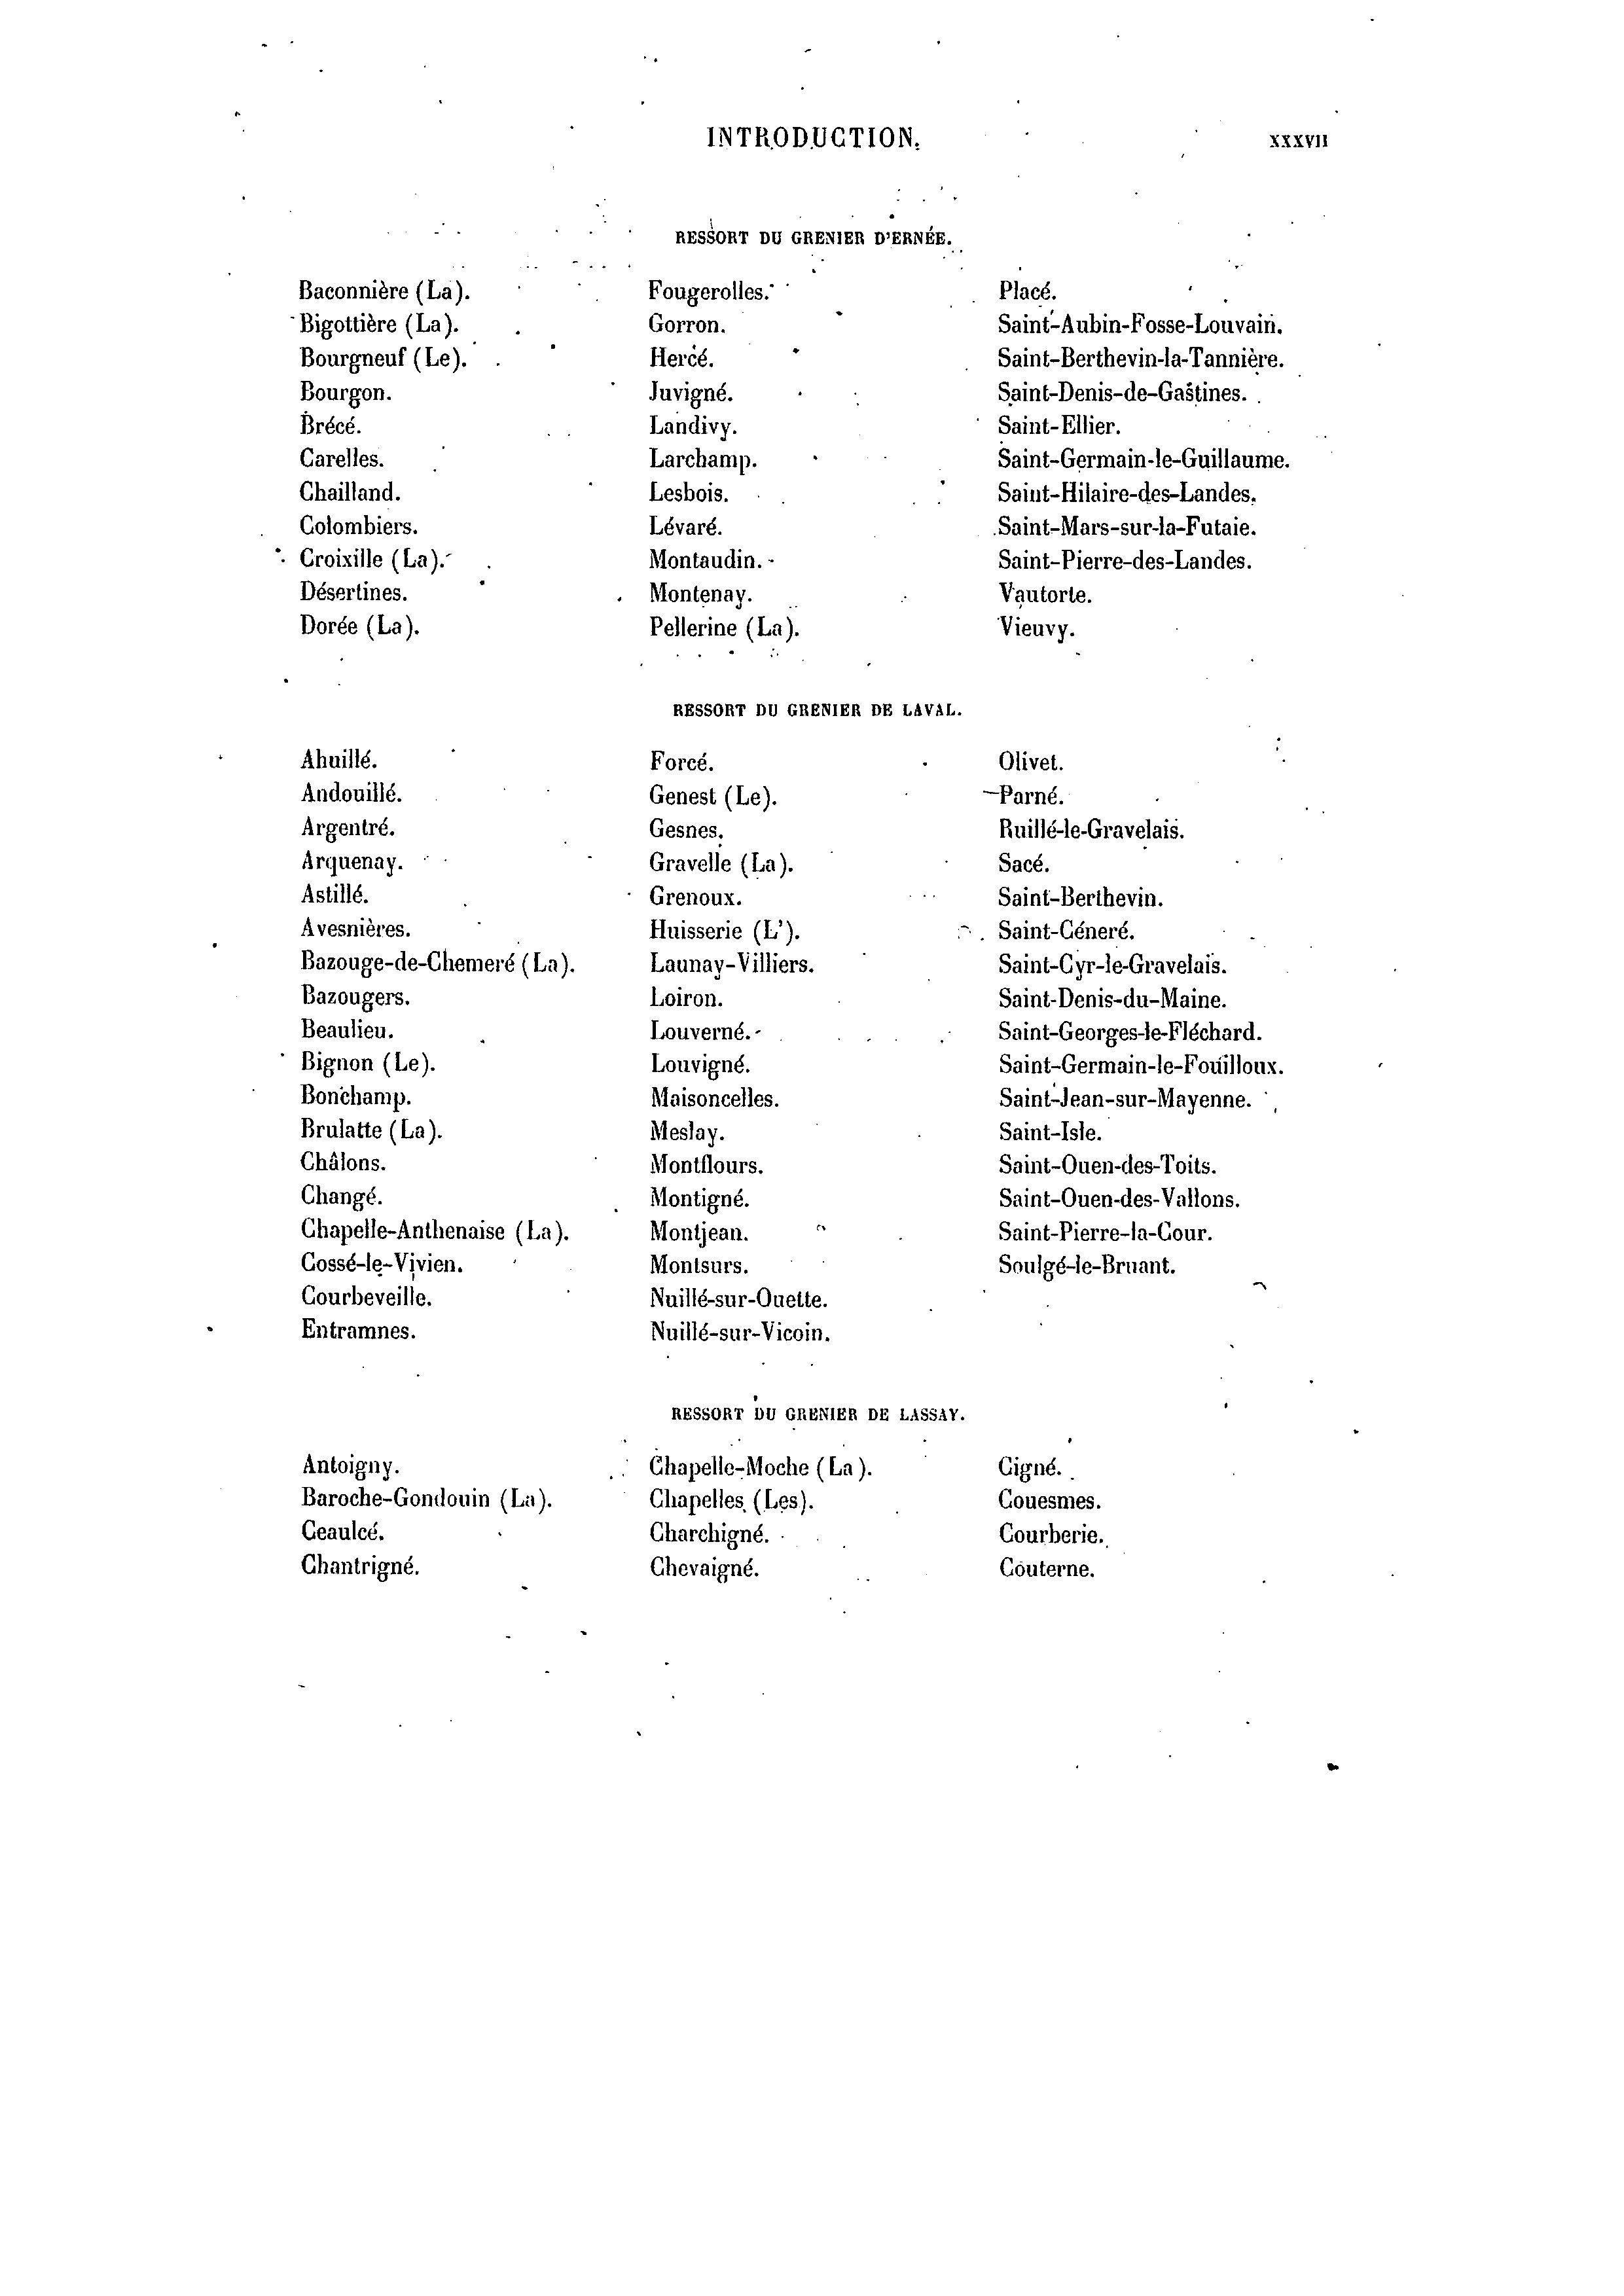 INTRODUCTION.
XXXVII
RESSORT DU GRENIER D'ERNÉE.
Baconnière (La).
Bigottière (La).
Bourgneuf (Le).
Bourgon.
Brécé.
Carelles.
Chailland.
Colombiers.
Croixille (La).
Désertines.
Dorée (La).
Fougerolles.
Gorron.
Hercé.
Juvigné.
Landivy.
Larchamp.
Lesbois.
Lévaré.
Montaudin.
Montenay.
Pellerine (La).
Placé.
Saint-Aubin-Fosse-Louvain.
Saint-Berthevin-la-Tannière.
Saint-Denis-de-Gastines.
Saint-Ellier.
Saint-Germain-le-Guillaume.
Saint-Hilaire-des-Landes.
Saint-Mars-sur-la-Futaie.
Saint-Pierre-des-Landes.
Vautorte.
Vieuvy.
RESSORT DU GRENIER DE LAVAL.
Ahuillé.
Andouillé.
Argentré.
Arquenay.
Astillé.
Avesnières.
Bazouge-de-Chemeré (La).
Bazougers.
Beaulieu.
Bignon (Le).
Bonchamp.
Brulatte (La).
Châlons.
Changé.
Chapelle-Anthenaise (La).
Cossé-le-Vivien.
Courbeveille.
Entramnes.
Forcé.
Genest (Le).
Gesnes.
Gravelle (La).
Grenoux.
Huisserie (L').
Launay-Villiers.
Loiron.
Louverné.
Louvigné.
Maisoncelles.
Meslay.
Montflours.
Montigné.
Montjean.
Montsurs.
Nuillé-sur-Ouette.
Nuillé-sur-Vicoin.
Olivet.
Parné.
Ruillé-le-Gravelais.
Sacé.
Saint-Berthevin.
Saint-Céneré.
Saint-Cyr-le-Gravelais.
Saint-Denis-du-Maine.
Saint-Georges-le-Fléchard.
Saint-Germain-le-Fouilloux.
Saint-Jean-sur-Mayenne.
Saint-Isle.
Saint-Ouen-des-Toits.
Saint-Ouen-des-Vallons.
Saint-Pierre-la-Cour.
Soulgé-le-Bruant.
RESSORT DU GRENIER DE LASSAY.
Antoigny.
Baroche-Gondouin (La).
Ceaulcé.
Chantrigné.
Chapelle-Moche (La).
Chapelles (Les).
Charchigné.
Chevaigné.
Cigné.
Couesmes.
Courberie.
Couterne.